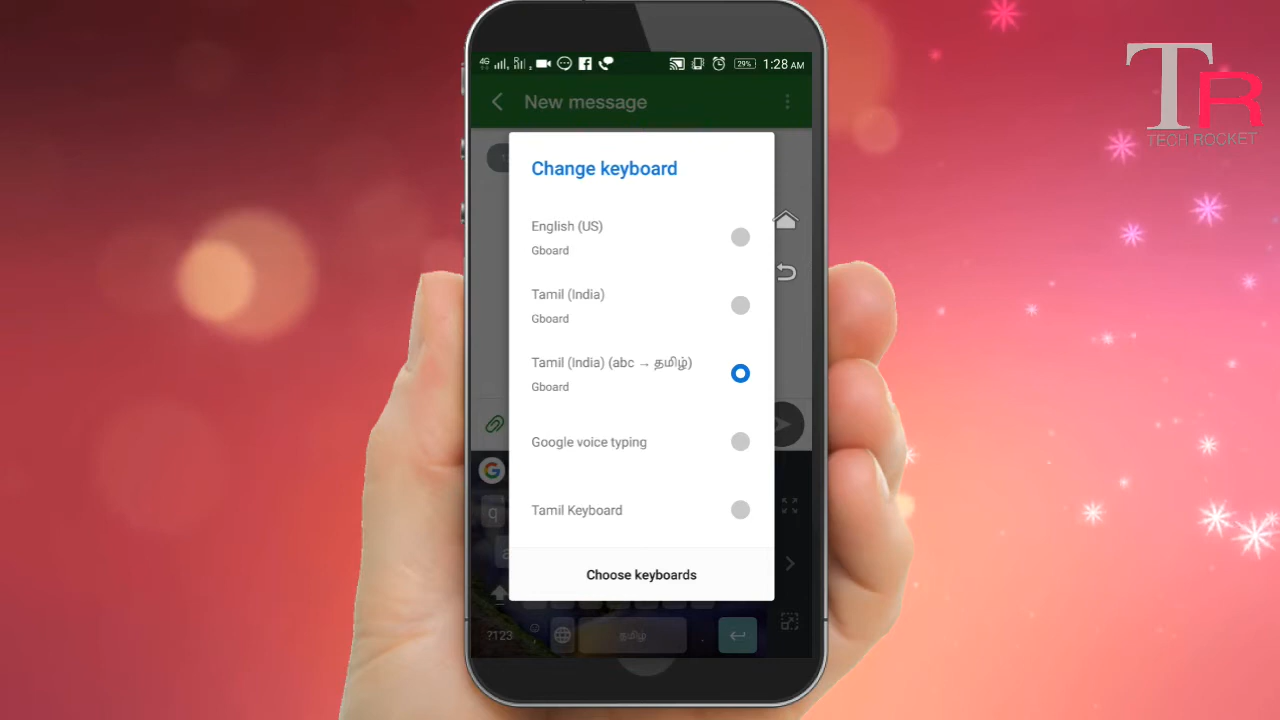 TR
TECH ROCKET
4G
29%
1:28 AM
New message
Change keyboard
English (US)
Gboard
Tamil (India)
Gboard
Tamil (India) (abc → தமிழ்)
Gboard
Google voice typing
Tamil Keyboard
Choose keyboards
G
q
a
?123
தமிழ்